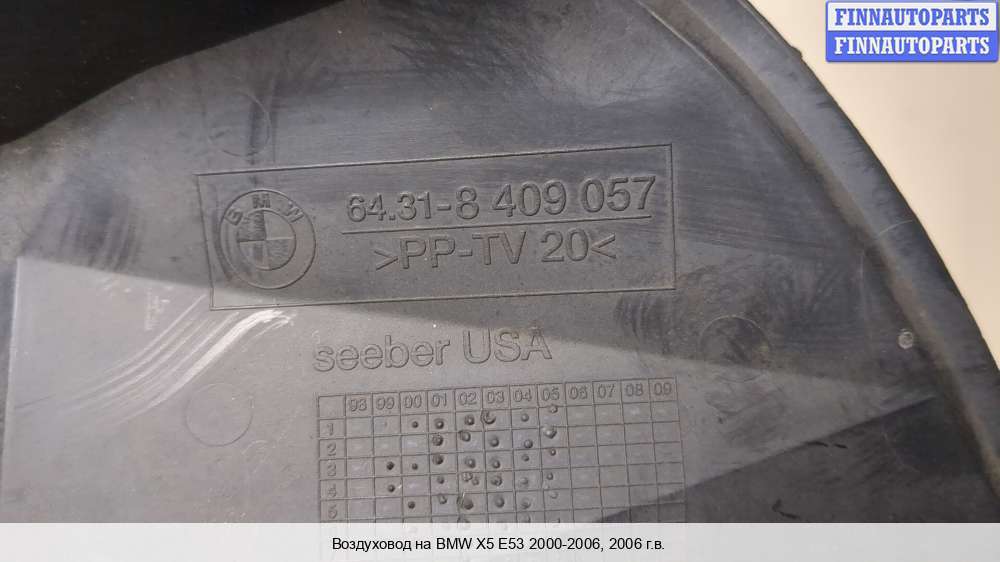 FINNAUTOPARTS
FINNAUTOPARTS
BMW
64.31-8 409 057
>PP-TV 20<
seeber USA
98 99 00 01 02 03 04 05 06 07 08 09
1
2
3
4
5
Воздуховод на BMW X5 E53 2000-2006, 2006 г.в.